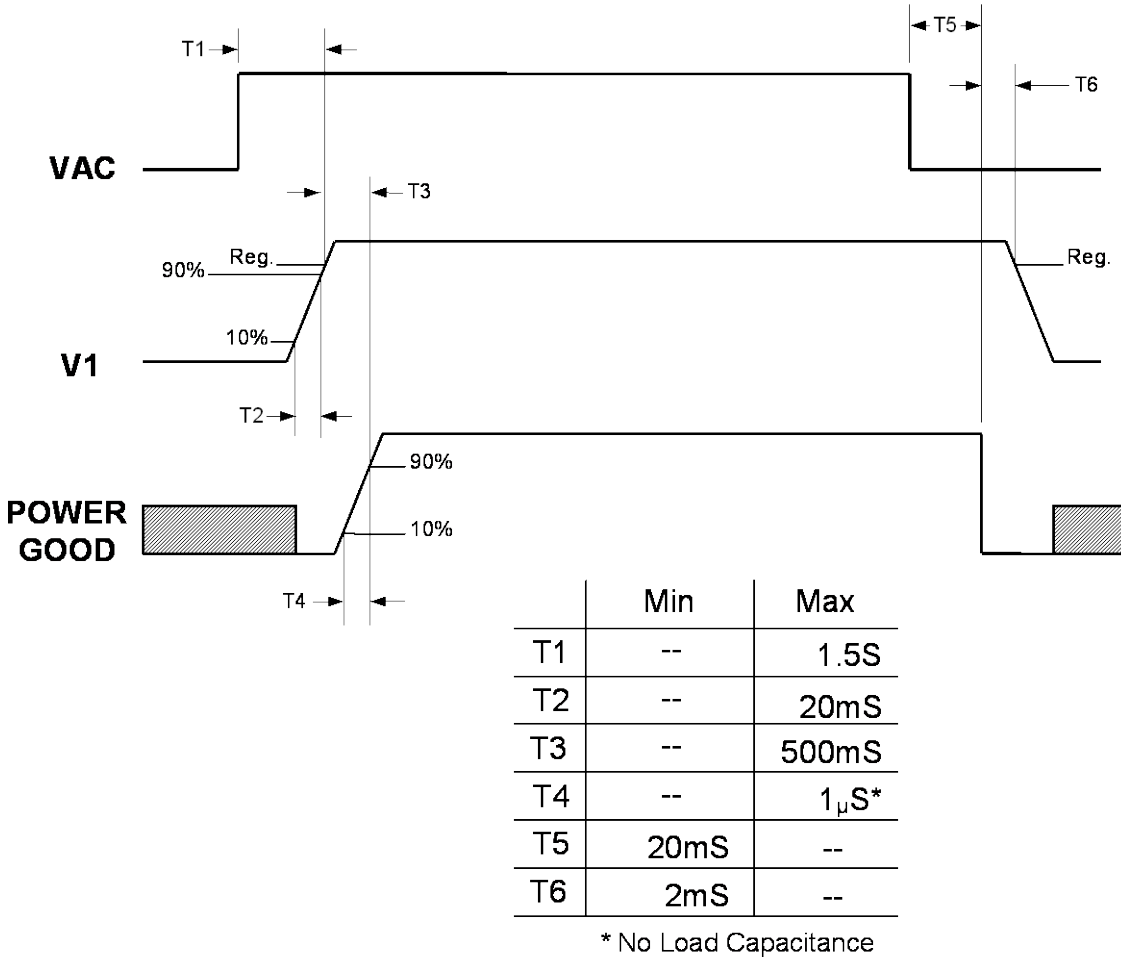 T1
T5
T6
VAC
T3
Reg.
90%
Reg.
10%
V1
T2
90%
POWER
GOOD
10%
T4
Min Max
T1 -- 1.5S
T2 -- 20mS
T3 -- 500mS
T4 -- 1µS*
T5 20mS --
T6 2mS --
* No Load Capacitance